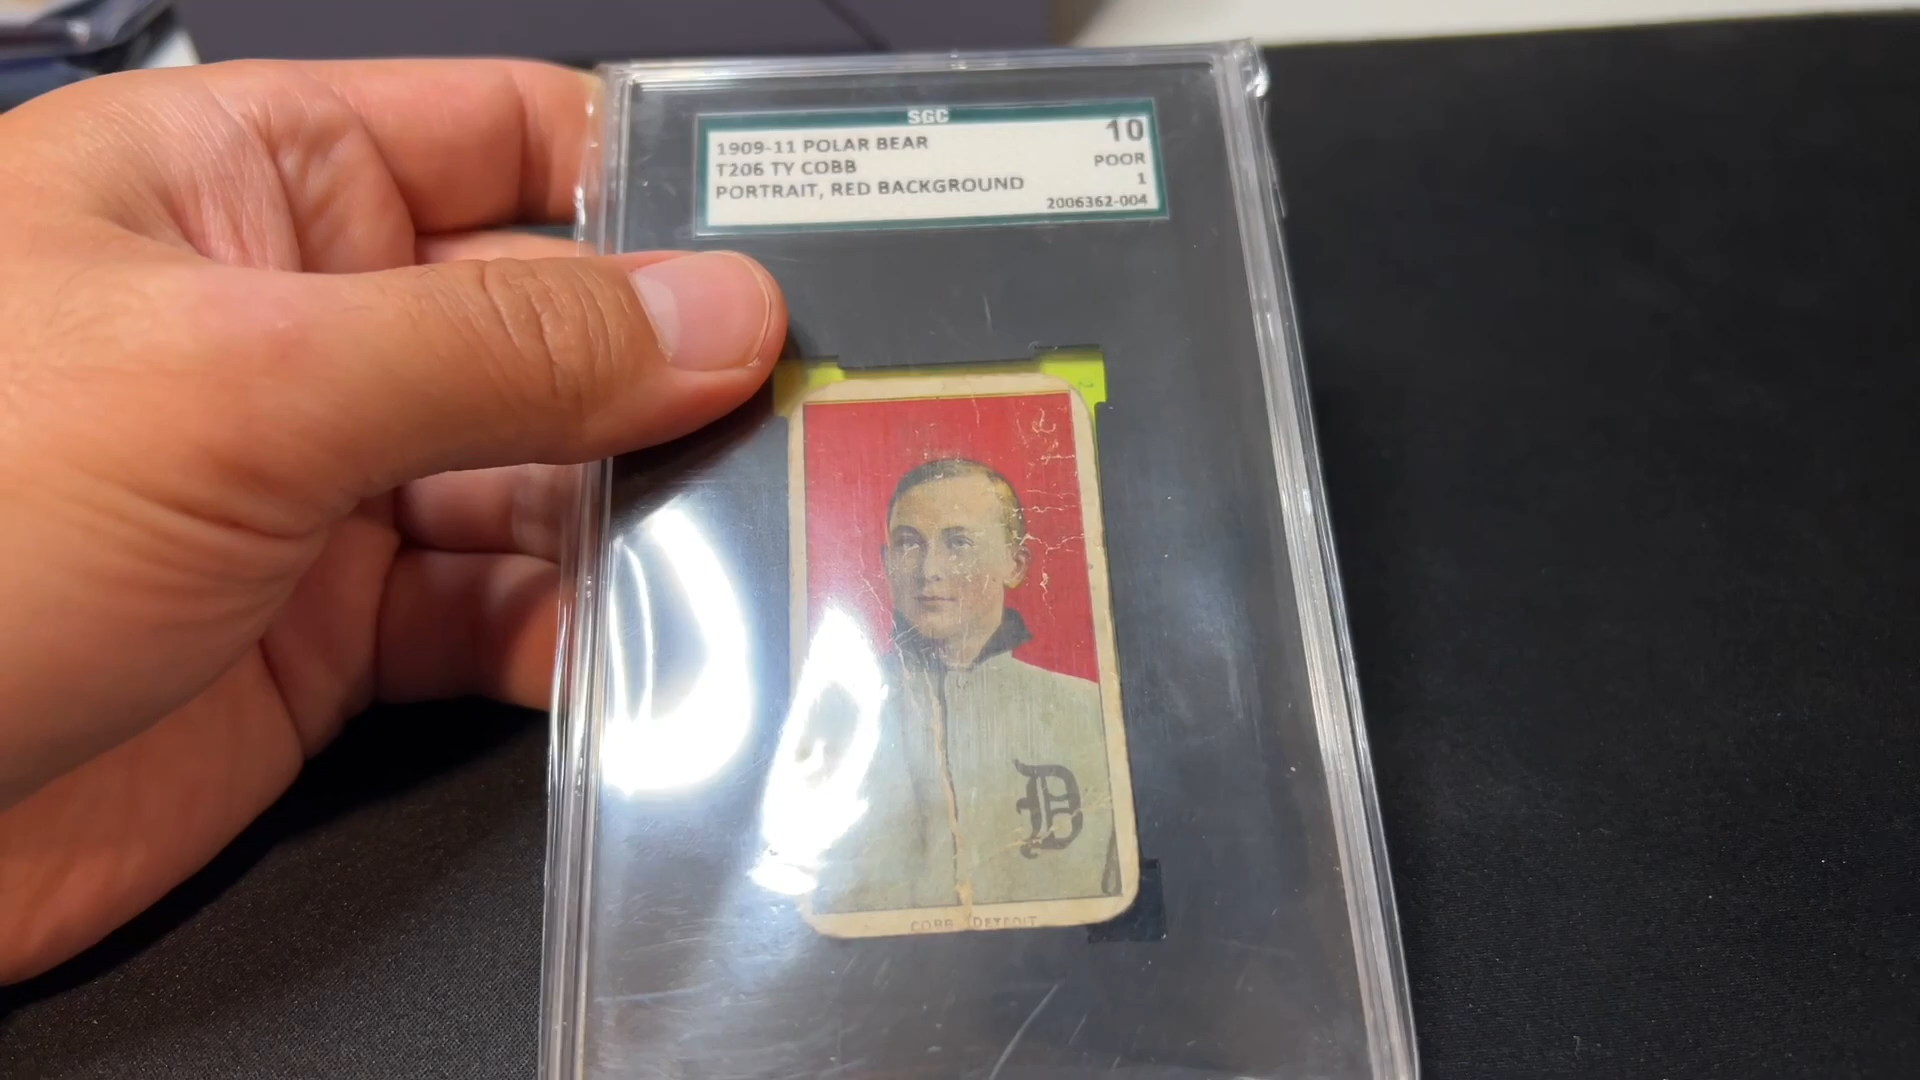 SGC
1909-11 POLAR BEAR
T206 TY COBB
PORTRAIT, RED BACKGROUND
10
POOR
1
2006362-004
D
COBB, DETROIT